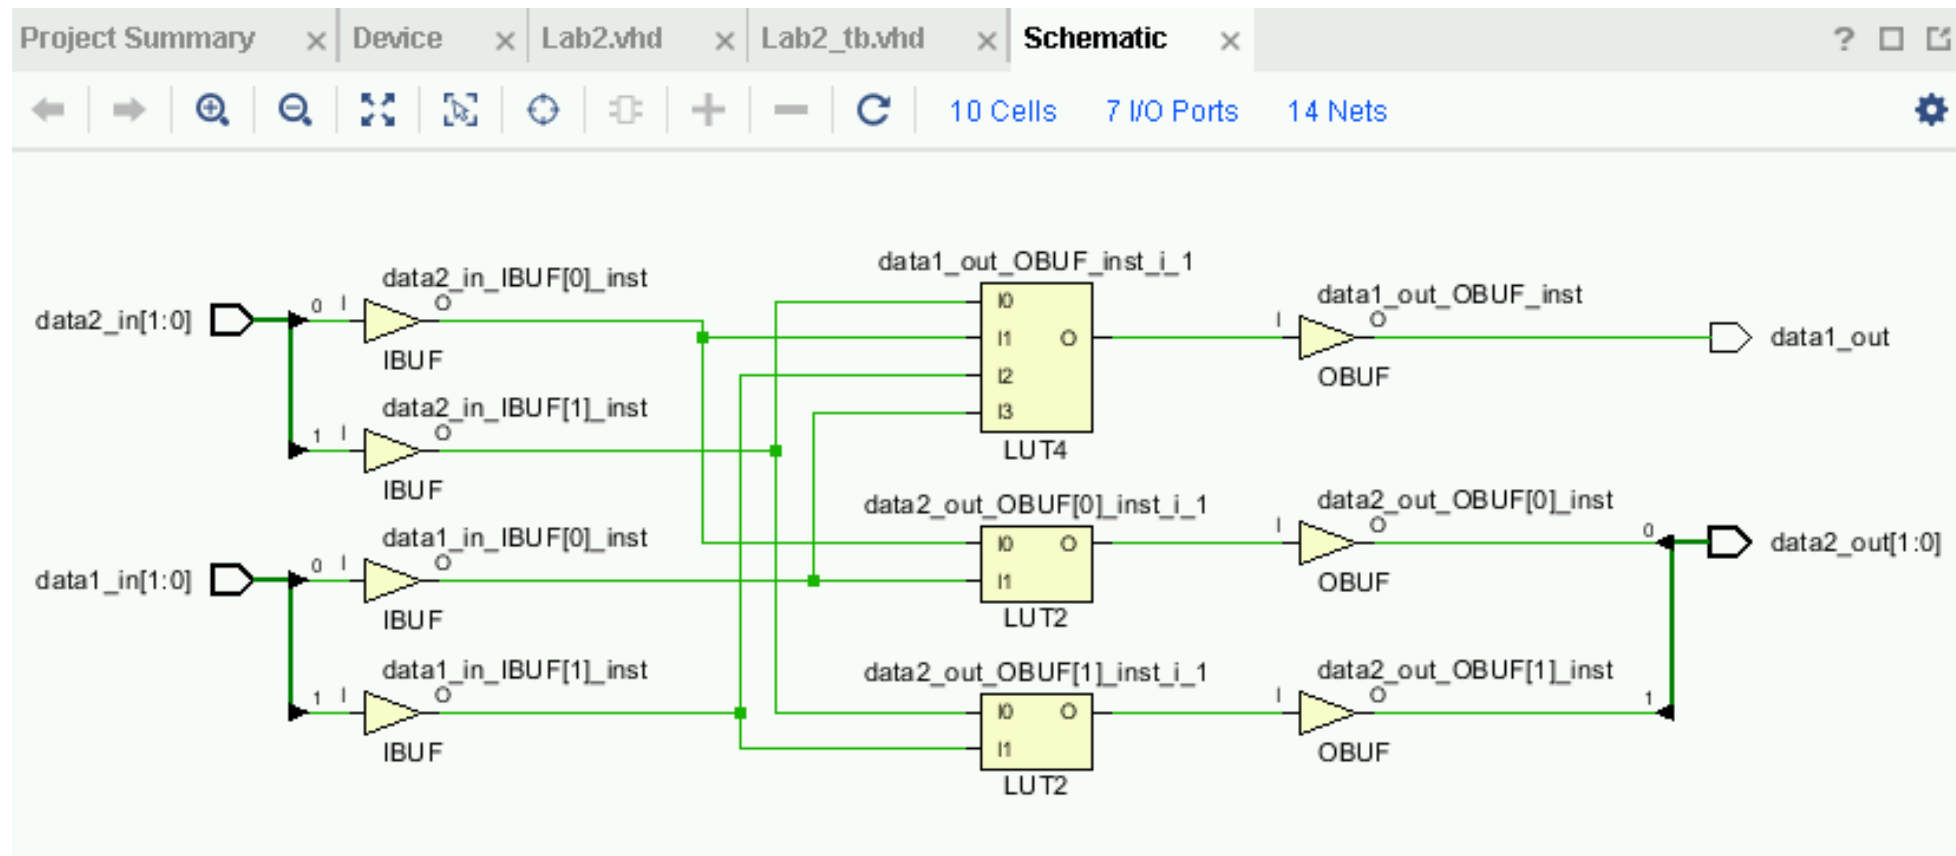 Project Summary × Device × Lab2.vhd × Lab2_tb.vhd × Schematic × ?
10 Cells 7 I/O Ports 14 Nets
data1_out_OBUF_inst_i_1
data2_in_IBUF[0]_inst
data1_out_OBUF_inst
data2_in[1:0] 0 I O I0 I O data1_out
IBUF I1 O OBUF
I2
data2_in_IBUF[1]_inst
1 I O I3
IBUF LUT4
data2_out_OBUF[0]_inst_i_1 data2_out_OBUF[0]_inst
data1_in_IBUF[0]_inst I0 O I O 0 data2_out[1:0]
data1_in[1:0] 0 I O I1 OBUF
IBUF LUT2
data1_in_IBUF[1]_inst data2_out_OBUF[1]_inst_i_1 data2_out_OBUF[1]_inst
1 I O I0 O I O 1
IBUF I1 OBUF
LUT2